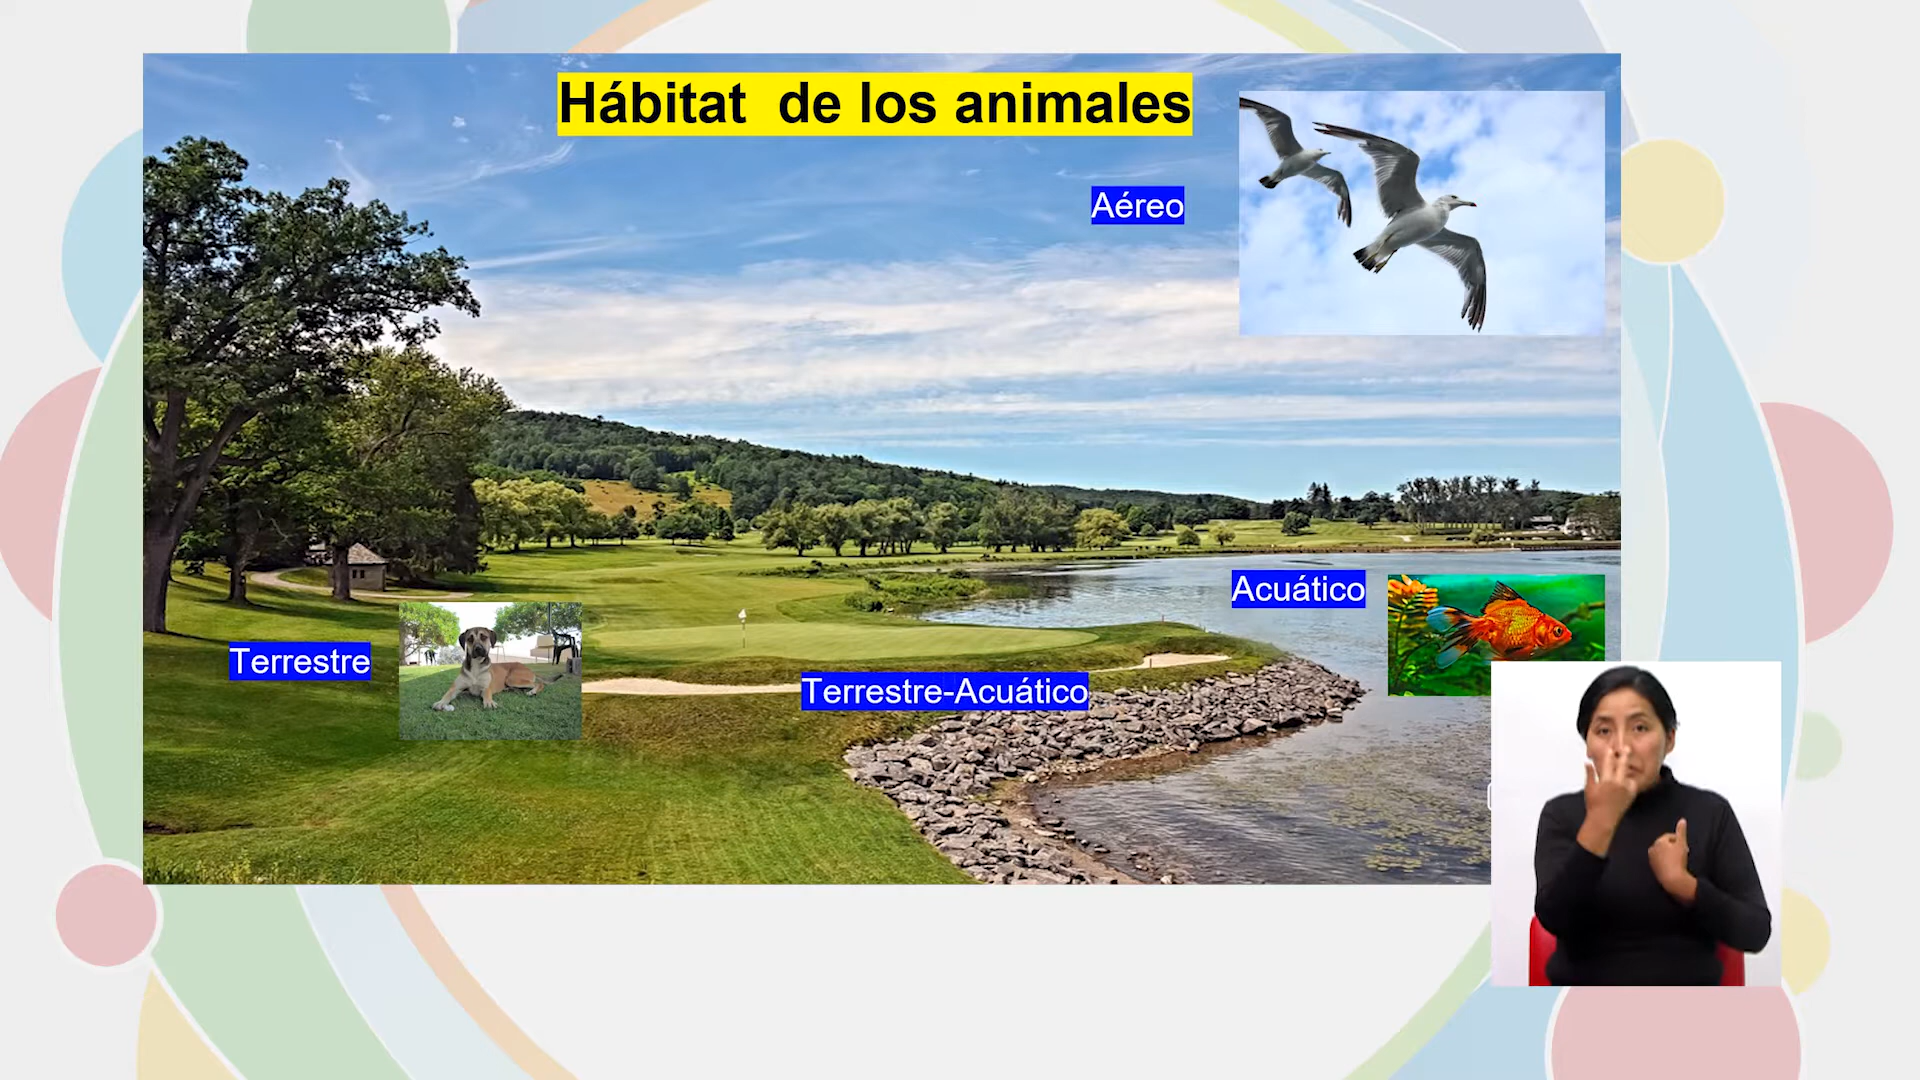 Hábitat  de los animales
Aéreo
Acuático
Terrestre
Terrestre-Acuático